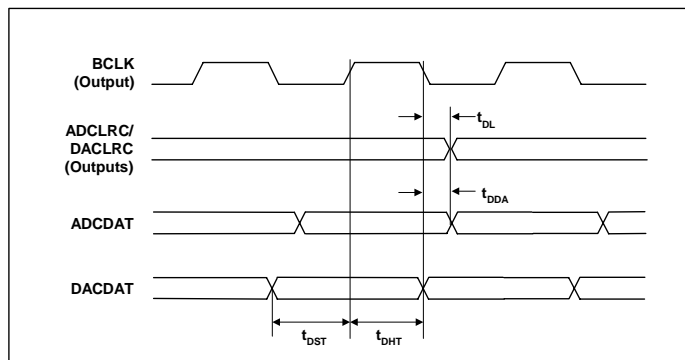 BCLK
(Output)
t_DL
ADCLRC/
DACLRC
(Outputs)
t_DDA
ADCDAT
DACDAT
t_DST
t_DHT